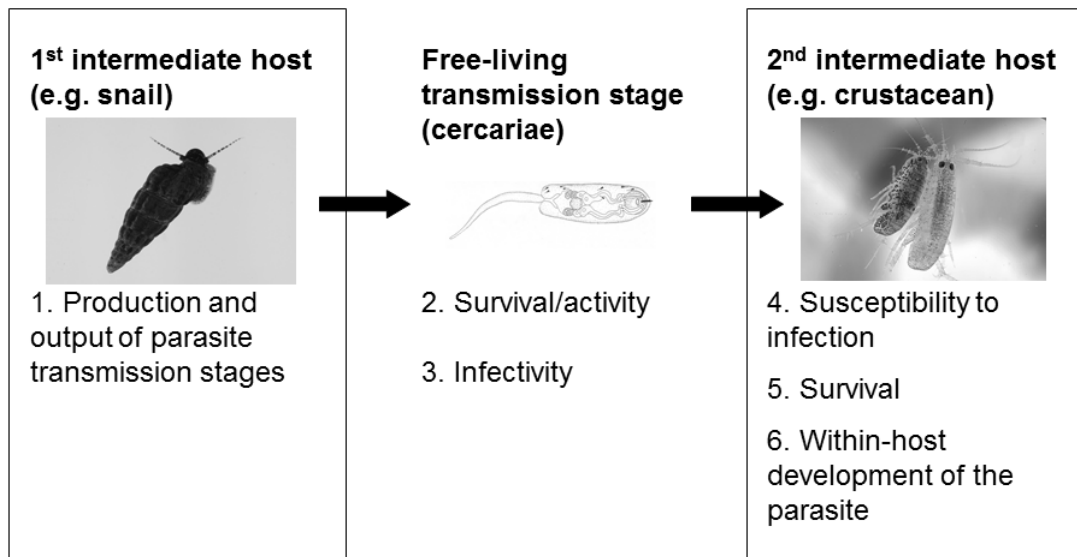 1st intermediate host
(e.g. snail)
1. Production and
output of parasite
transmission stages
Free-living
transmission stage
(cercariae)
2. Survival/activity
3. Infectivity
2nd intermediate host
(e.g. crustacean)
4. Susceptibility to
infection
5. Survival
6. Within-host
development of the
parasite